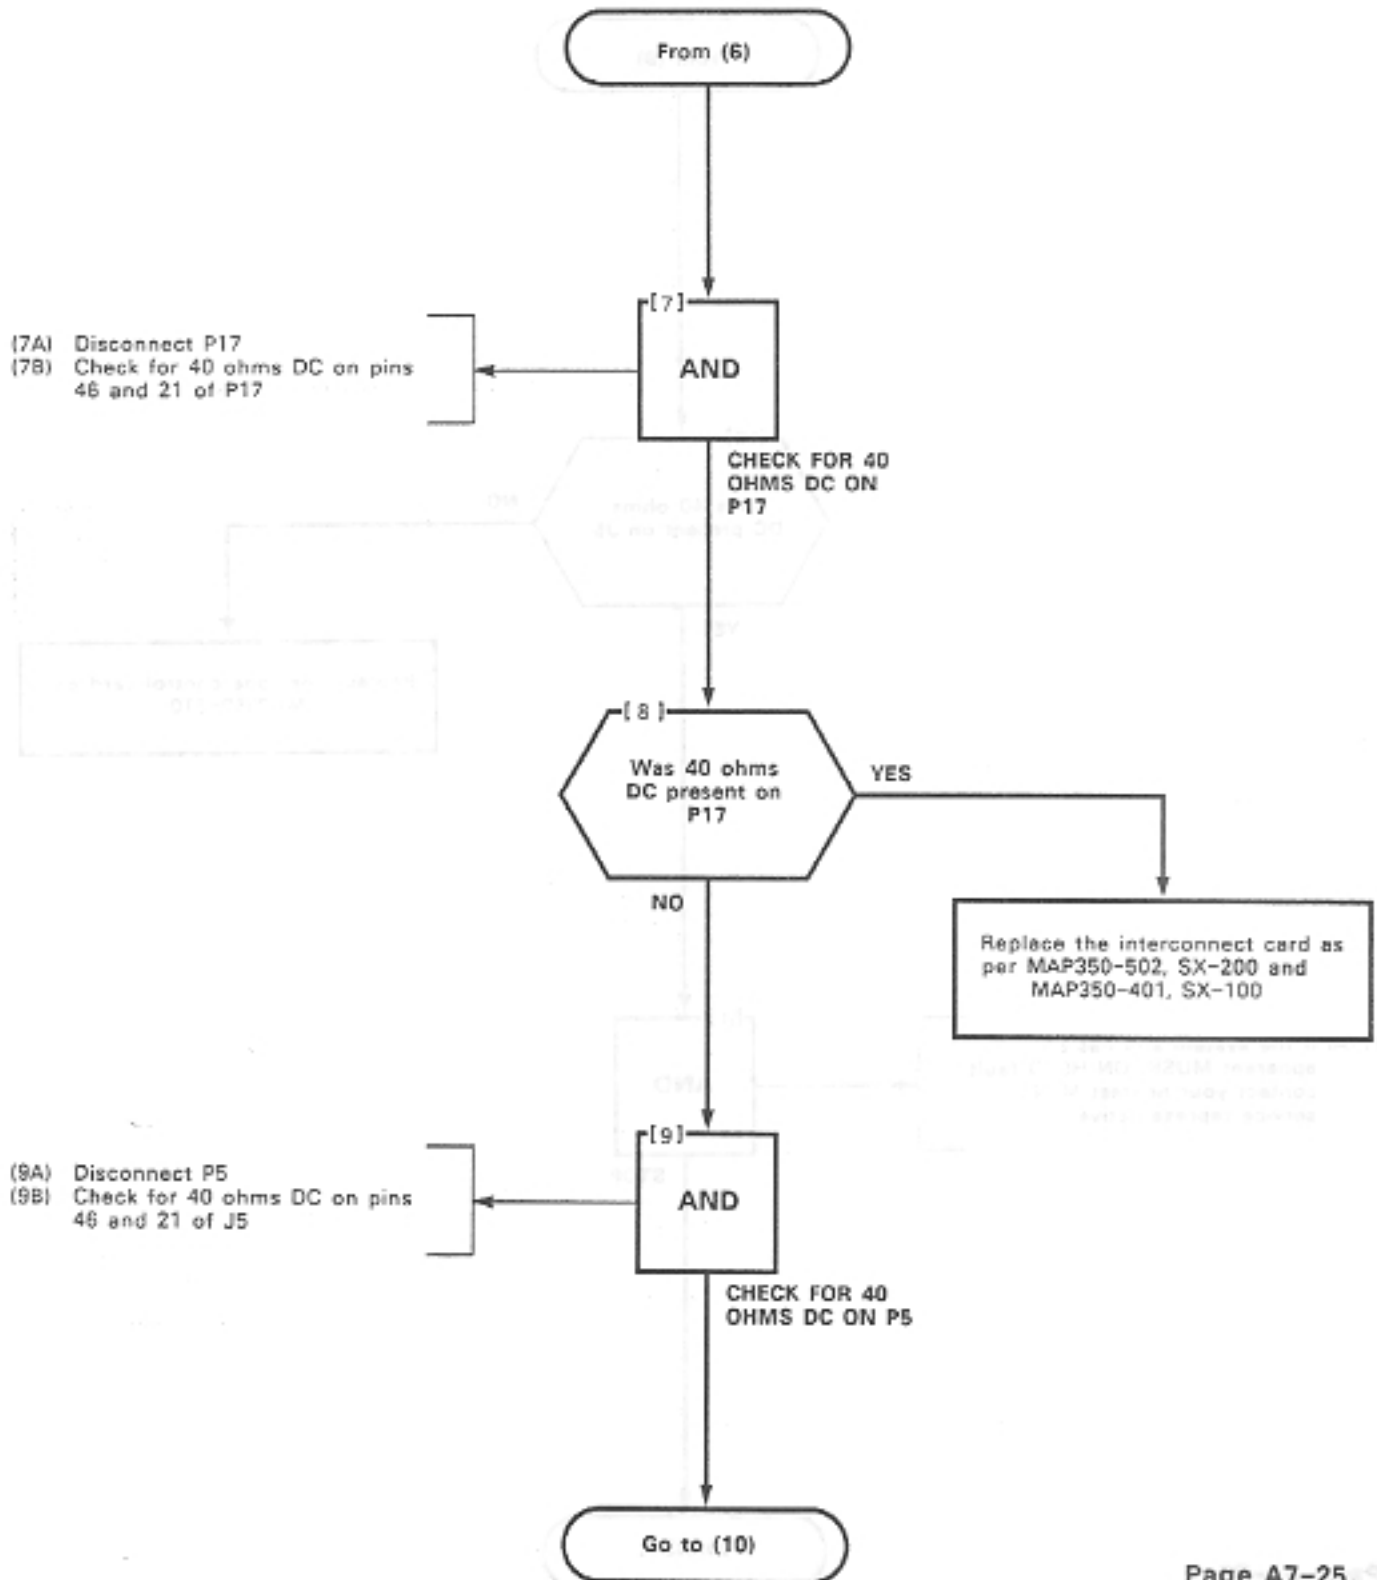 From (6)
[7]
(7A) Disconnect P17
(7B) Check for 40 ohms DC on pins
46 and 21 of P17
AND
CHECK FOR 40
OHMS DC ON
P17
[8]
Was 40 ohms
DC present on
P17
YES
NO
Replace the interconnect card as
per MAP350-502, SX-200 and
MAP350-401, SX-100
[9]
(9A) Disconnect P5
(9B) Check for 40 ohms DC on pins
46 and 21 of J5
AND
CHECK FOR 40
OHMS DC ON P5
Go to (10)
Page A7-25